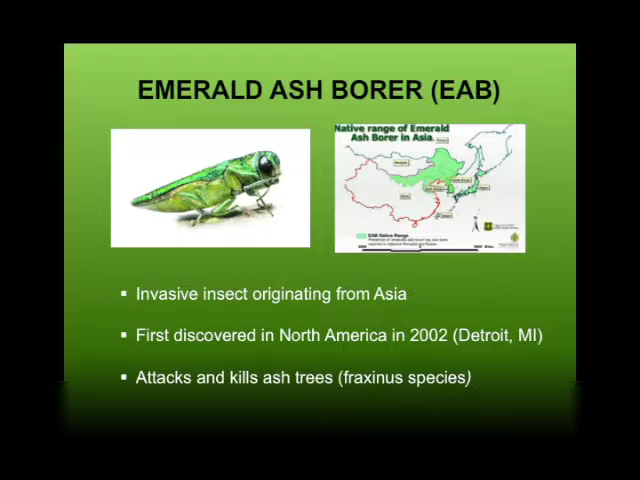 EMERALD ASH BORER (EAB)
Native range of Emerald
Ash Borer in Asia
EAB Native Range
▪ Invasive insect originating from Asia
▪ First discovered in North America in 2002 (Detroit, MI)
▪ Attacks and kills ash trees (fraxinus species)